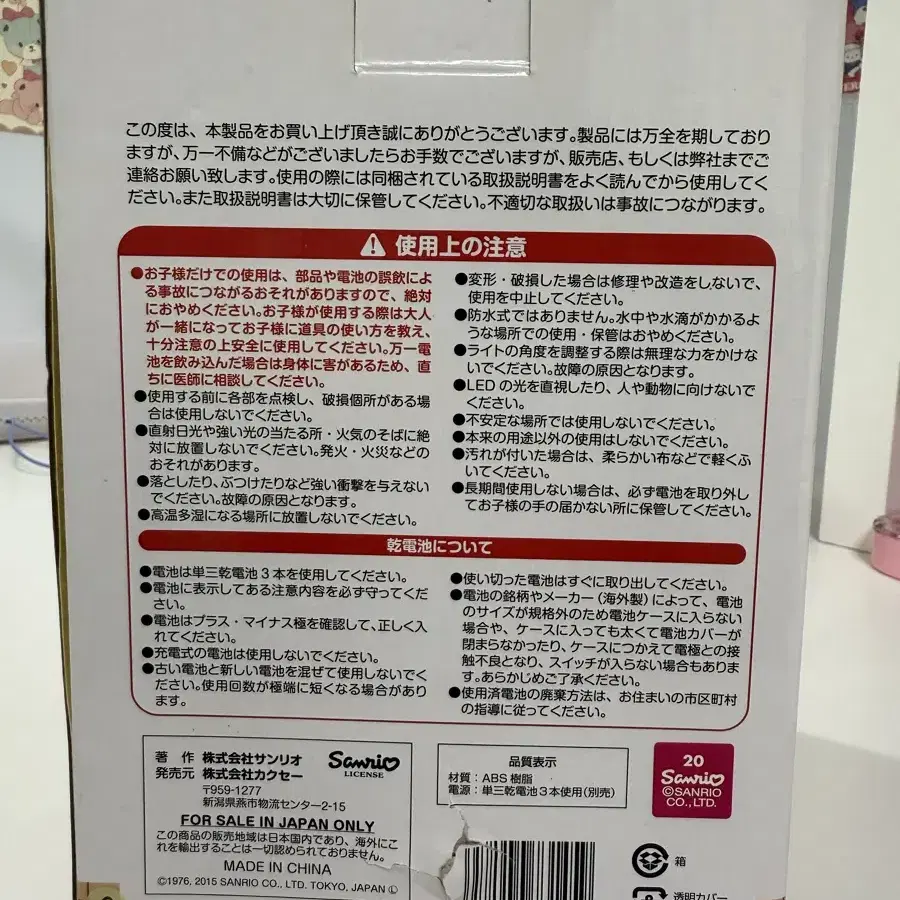 この度は、本製品をお買い上げ頂き誠にありがとうございます。製品には万全を期しており
ますが、万一不備などがございましたらお手数でございますが、販売店、もしくは弊社までご
連絡お願い致します。使用の際には同梱されている取扱説明書をよく読んでから使用してく
ださい。また取扱説明書は大切に保管してください。不適切な取扱いは事故につながります。
使用上の注意
●お子様だけでの使用は、部品や電池の誤飲によ
る事故につながるおそれがありますので、絶対
におやめください。お子様が使用する際は大人
が一緒になってお子様に道具の使い方を教え、
十分注意の上安全に使用してください。万一電
池を飲み込んだ場合は身体に害があるため、直
ちに医師に相談してください。
●使用する前に各部を点検し、破損個所がある場
合は使用しないでください。
●直射日光や強い光の当たる所・火気のそばに絶
対に放置しないでください。発火・火災などの
おそれがあります。
●落としたり、ぶつけたりなど強い衝撃を与えない
でください。故障の原因となります。
●高温多湿になる場所に放置しないでください。
●変形・破損した場合は修理や改造をしないで、
使用を中止してください。
●防水式ではありません。水中や水滴がかかるよ
うな場所での使用・保管はおやめください。
●ライトの角度を調整する際は無理な力をかけな
いでください。故障の原因となります。
●LEDの光を直視したり、人や動物に向けないで
ください。
●不安定な場所では使用しないでください。
●本来の用途以外の使用はしないでください。
●汚れが付いた場合は、柔らかい布などで軽くふ
いてください。
●長期間使用しない場合は、必ず電池を取り外し
てお子様の手の届かない所に保管してください。
乾電池について
●電池は単三乾電池3本を使用してください。
●電池に表示してある注意内容を必ず守ってくだ
さい。
●電池はプラス・マイナス極を確認して、正しく入
れてください。
●充電式の電池は使用しないでください。
●古い電池と新しい電池を混ぜて使用しないでく
ださい。使用回数が極端に短くなる場合がありま
す。
●使い切った電池はすぐに取り出してください。
●電池の銘柄やメーカー(海外製)によって、電池
のサイズが規格外のため電池ケースに入らない
場合や、ケースに入っても太くて電池カバーが
閉まらなかったり、ケースにつかえて電極との接
触不良となり、スイッチが入らない場合もありま
す。あらかじめご了承ください。
●使用済電池の廃棄方法は、お住まいの市区町村
の指導に従ってください。
著 作 株式会社サンリオ
発売元 株式会社カクセー
Sanrio
LICENSE
〒959-1277
新潟県燕市物流センター2-15
FOR SALE IN JAPAN ONLY
この商品の販売地域は日本国内であり、海外にこ
れを輸出することは一切認められておりません。
MADE IN CHINA
©1976, 2015 SANRIO CO., LTD. TOKYO, JAPAN Ⓛ
品質表示
材質：ABS樹脂
電源：単三乾電池3本使用(別売)
20
Sanrio
©SANRIO
CO.,LTD.
箱
透明カバー